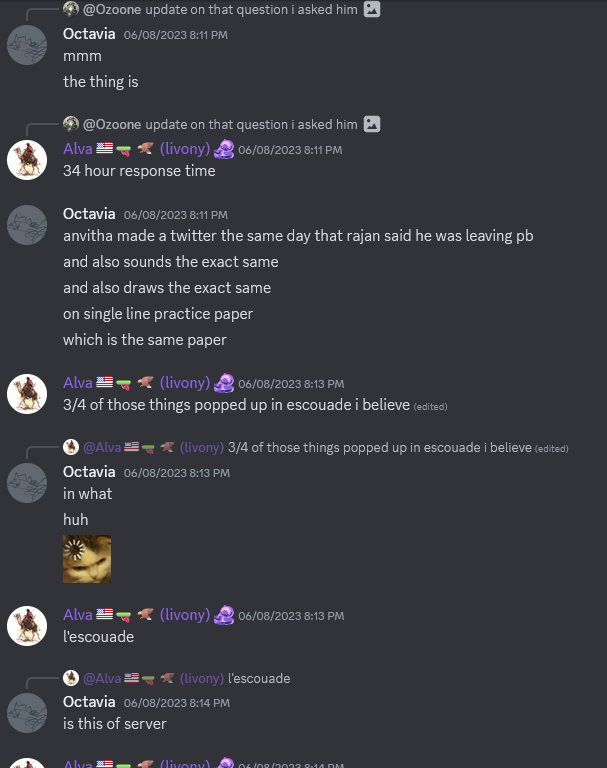 @Ozoone update on that question i asked him
Octavia 06/08/2023 8:11 PM
mmm
the thing is
@Ozoone update on that question i asked him
Alva (livony) 06/08/2023 8:11 PM
34 hour response time
Octavia 06/08/2023 8:11 PM
anvitha made a twitter the same day that rajan said he was leaving pb
and also sounds the exact same
and also draws the exact same
on single line practice paper
which is the same paper
Alva (livony) 06/08/2023 8:13 PM
3/4 of those things popped up in escouade i believe (edited)
@Alva (livony) 3/4 of those things popped up in escouade i believe (edited)
Octavia 06/08/2023 8:13 PM
in what
huh
Alva (livony) 06/08/2023 8:13 PM
l'escouade
@Alva (livony) l'escouade
Octavia 06/08/2023 8:14 PM
is this of server
Alva (livony) 06/08/2023 8:14 PM